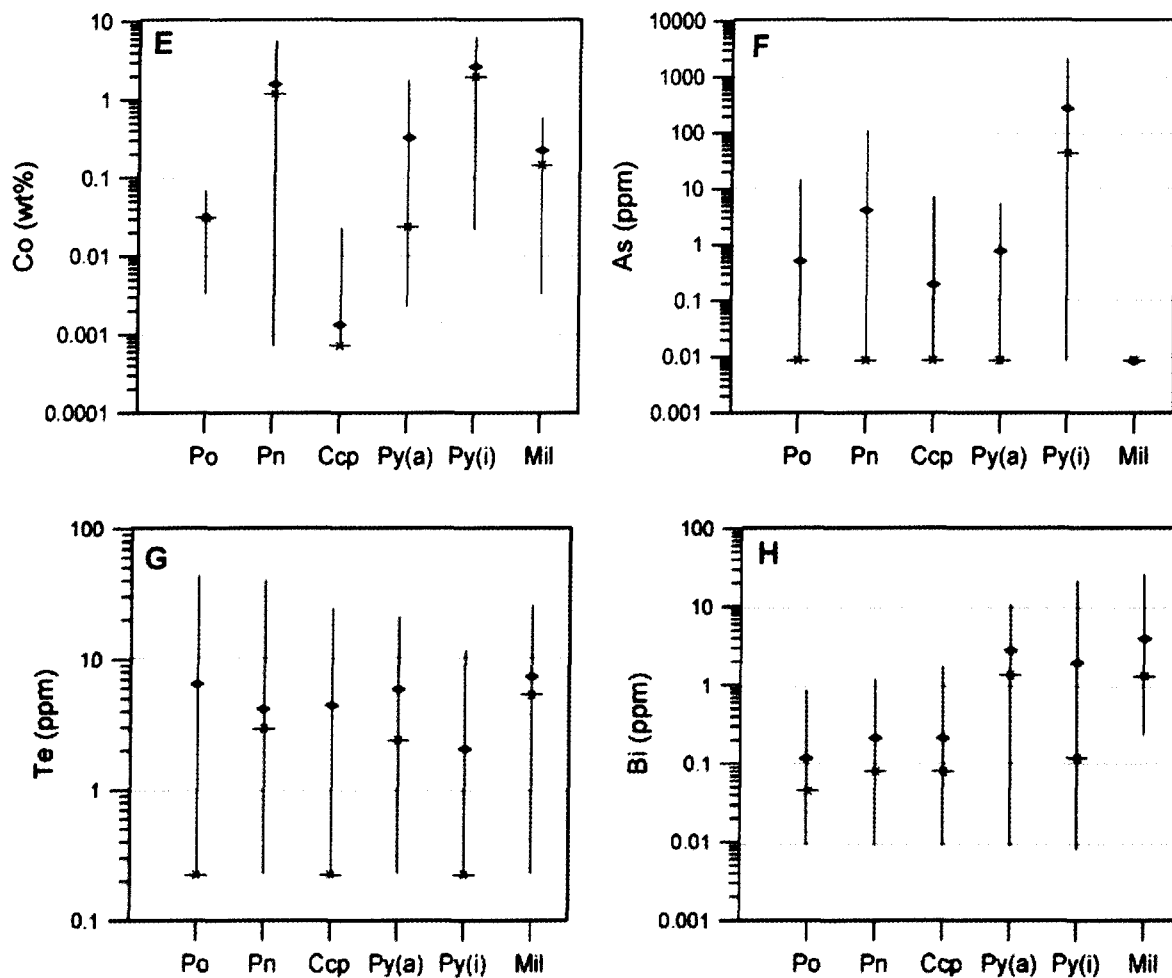 E
Co (wt%)
10
1
0.1
0.01
0.001
0.0001
Po Pn Ccp Py(a) Py(i) Mil
F
As (ppm)
10000
1000
100
10
1
0.1
0.01
0.001
Po Pn Ccp Py(a) Py(i) Mil
G
Te (ppm)
100
10
1
0.1
Po Pn Ccp Py(a) Py(i) Mil
H
Bi (ppm)
100
10
1
0.1
0.01
0.001
Po Pn Ccp Py(a) Py(i) Mil